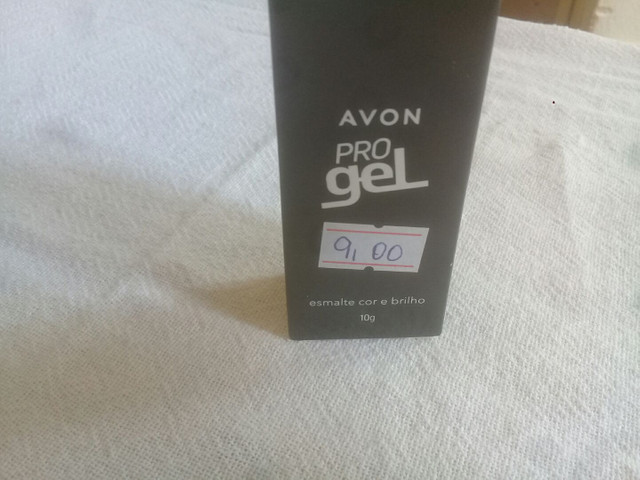 AVON
PRO
gel
9,00
esmalte cor e brilho
10g